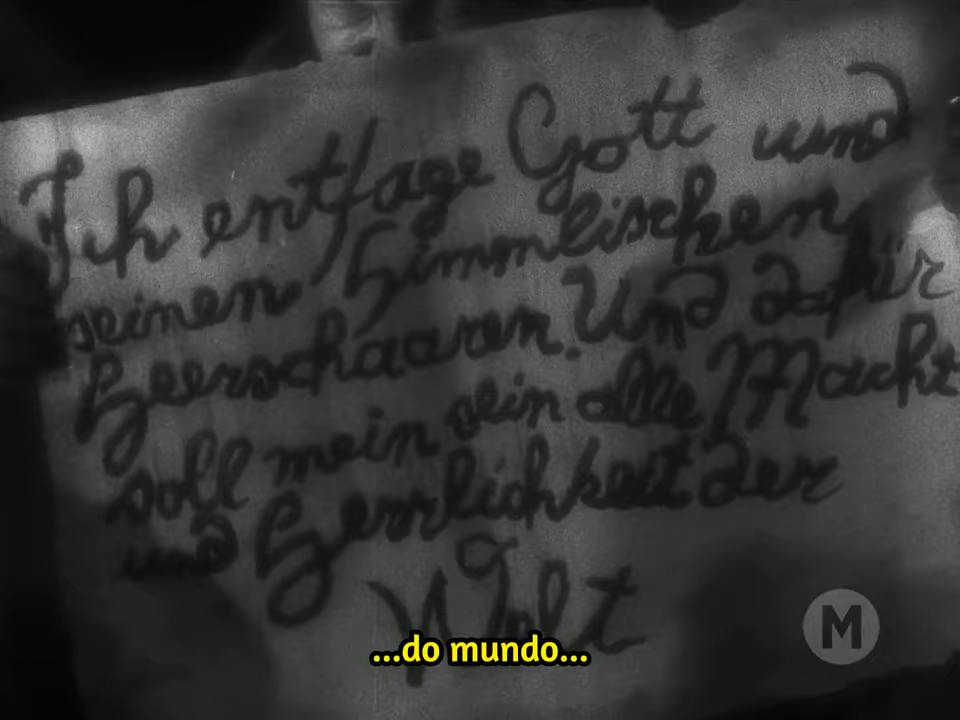 Ich entsage Gott und
seinen himmlischen
Heerschaaren. Und dafür
soll mein sein alle Macht
und Herrlichkeit der
Welt
...do mundo...
M